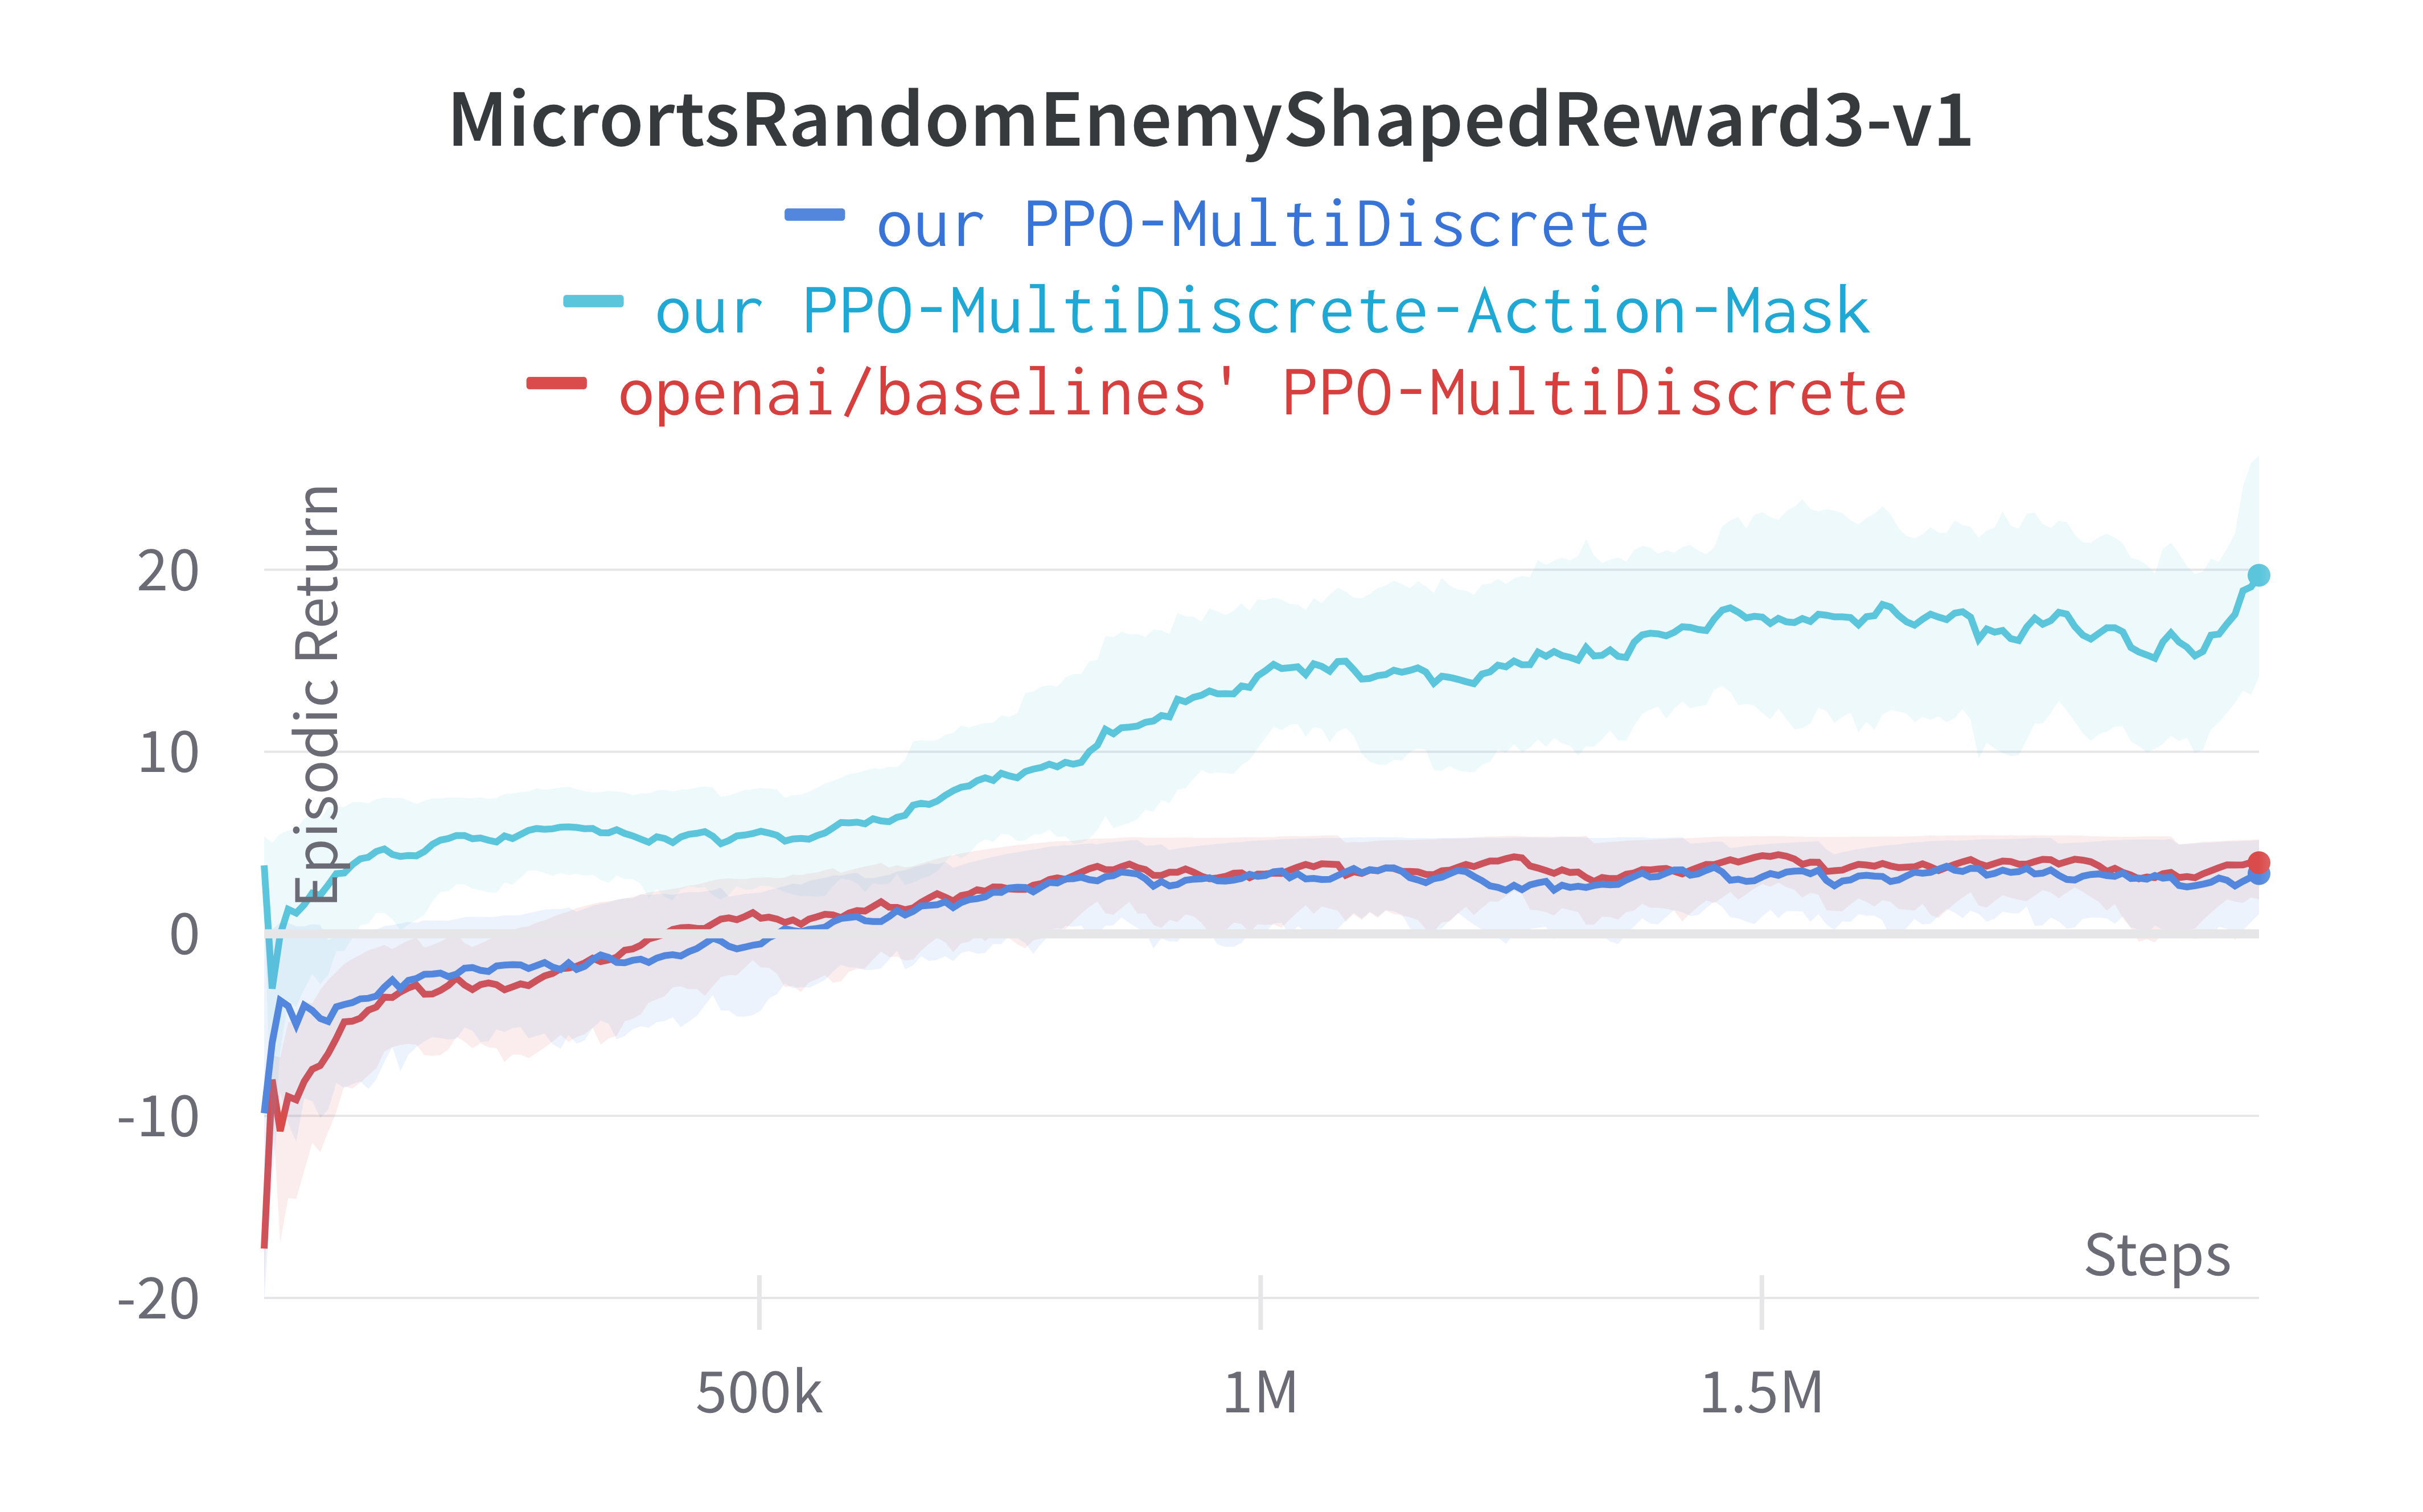 MicrortsRandomEnemyShapedReward3-v1
our PPO-MultiDiscrete
our PPO-MultiDiscrete-Action-Mask
openai/baselines' PPO-MultiDiscrete
Episodic Return
20
10
0
-10
-20
Steps
500k
1M
1.5M